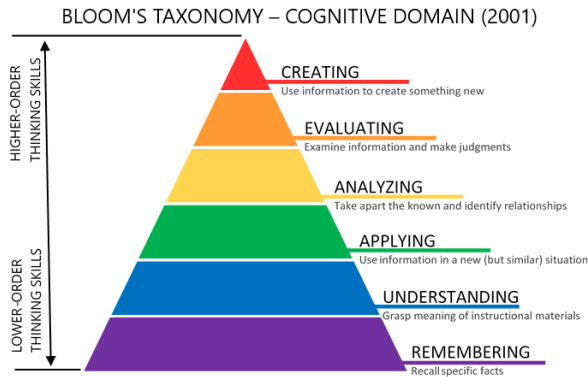 BLOOM'S TAXONOMY – COGNITIVE DOMAIN (2001)
HIGHER-ORDER
THINKING SKILLS
CREATING
Use information to create something new
EVALUATING
Examine information and make judgments
ANALYZING
Take apart the known and identify relationships
APPLYING
Use information in a new (but similar) situation
LOWER-ORDER
THINKING SKILLS
UNDERSTANDING
Grasp meaning of instructional materials
REMEMBERING
Recall specific facts